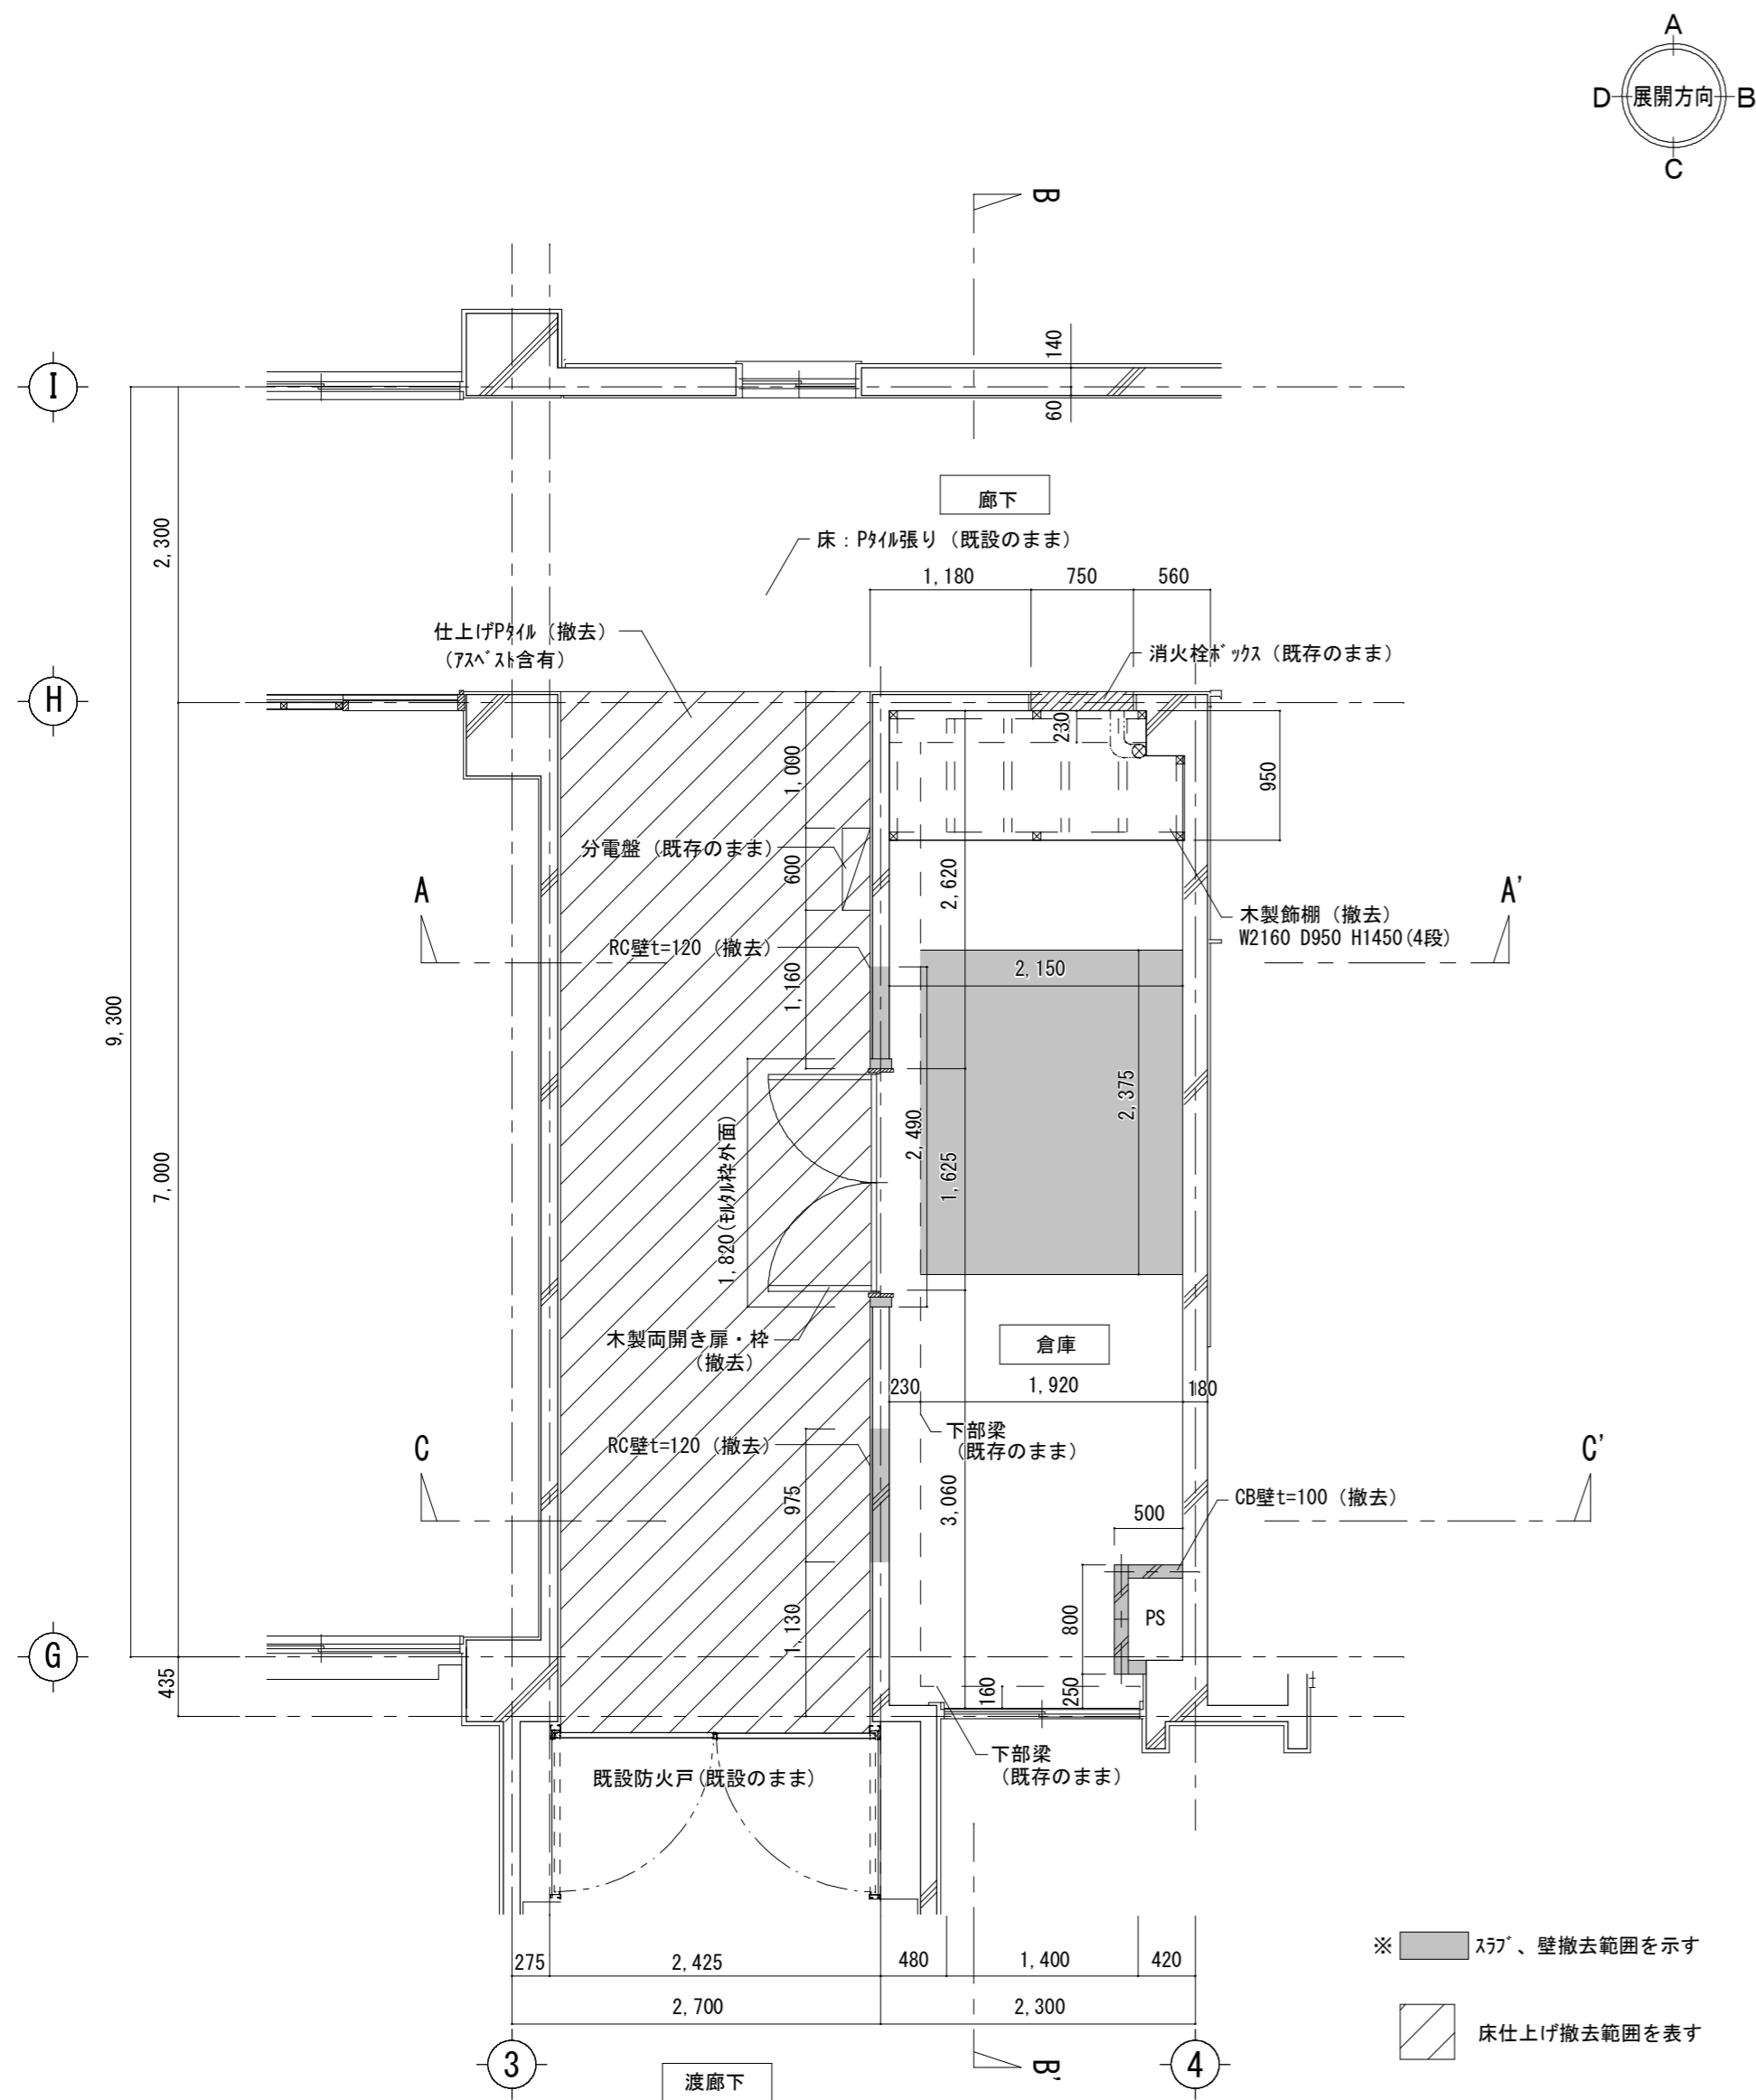 A
D 展開方向 B
C
B
I
140
60
廊下
2,300
床：Pﾀｲﾙ張り（既設のまま）
1,180 750 560
仕上げPﾀｲﾙ（撤去）
（ｱｽﾍﾞｽﾄ含有）
消火栓ﾎﾞｯｸｽ（既存のまま）
H
230
1,000
950
分電盤（既存のまま）
600
2,620
A
A'
木製飾棚（撤去）
W2160 D950 H1450(4段)
RC壁t=120（撤去）
1,160
2,150
9,300
7,000
2,375
2,490
1,625
1,820(ﾓﾙﾀﾙ枠外面)
木製両開き扉・枠
（撤去）
倉庫
230 1,920 180
下部梁
（既存のまま）
C
C'
RC壁t=120（撤去）
975
3,060
CB壁t=100（撤去）
500
800
PS
1,130
G
435
160
250
下部梁
（既存のまま）
既設防火戸(既設のまま)
275 2,425 480 1,400 420
2,700 2,300
3
4
B'
渡廊下
※ ｽﾗﾌﾞ、壁撤去範囲を示す
床仕上げ撤去範囲を表す